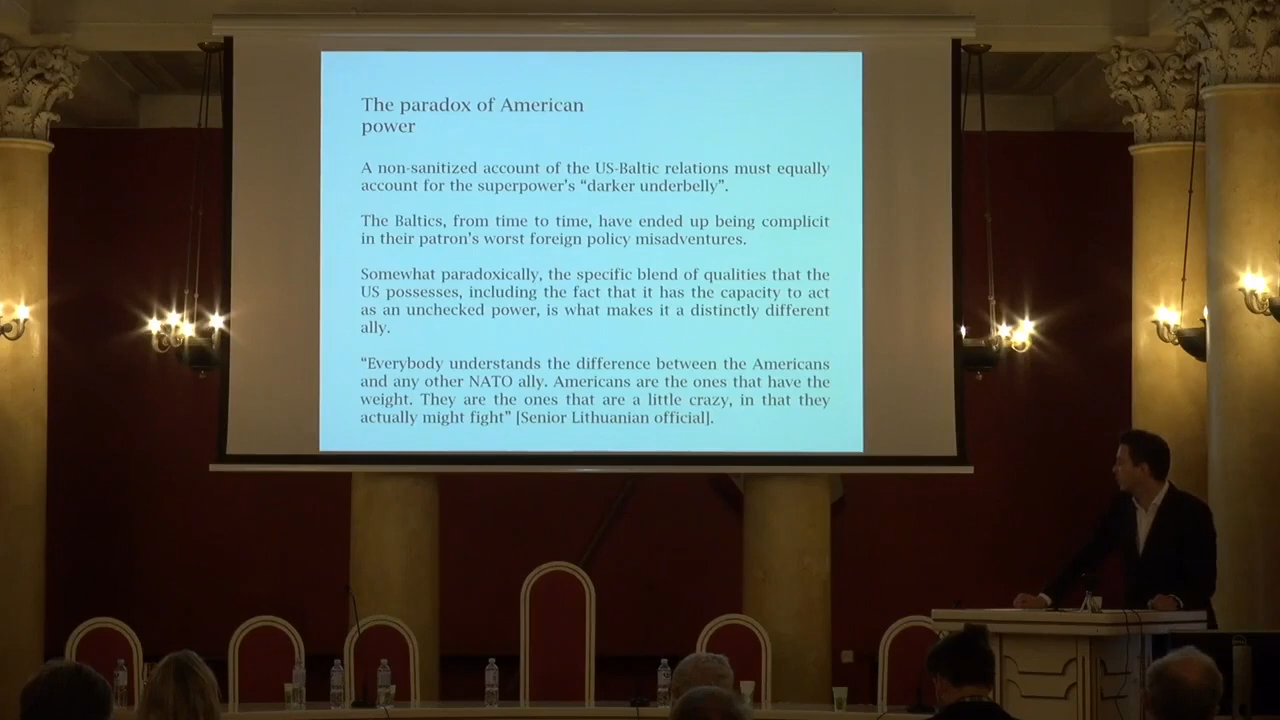 The paradox of American
power
A non-sanitized account of the US-Baltic relations must equally
account for the superpower's “darker underbelly”.
The Baltics, from time to time, have ended up being complicit
in their patron's worst foreign policy misadventures.
Somewhat paradoxically, the specific blend of qualities that the
US possesses, including the fact that it has the capacity to act
as an unchecked power, is what makes it a distinctly different
ally.
“Everybody understands the difference between the Americans
and any other NATO ally. Americans are the ones that have the
weight. They are the ones that are a little crazy, in that they
actually might fight” [Senior Lithuanian official].